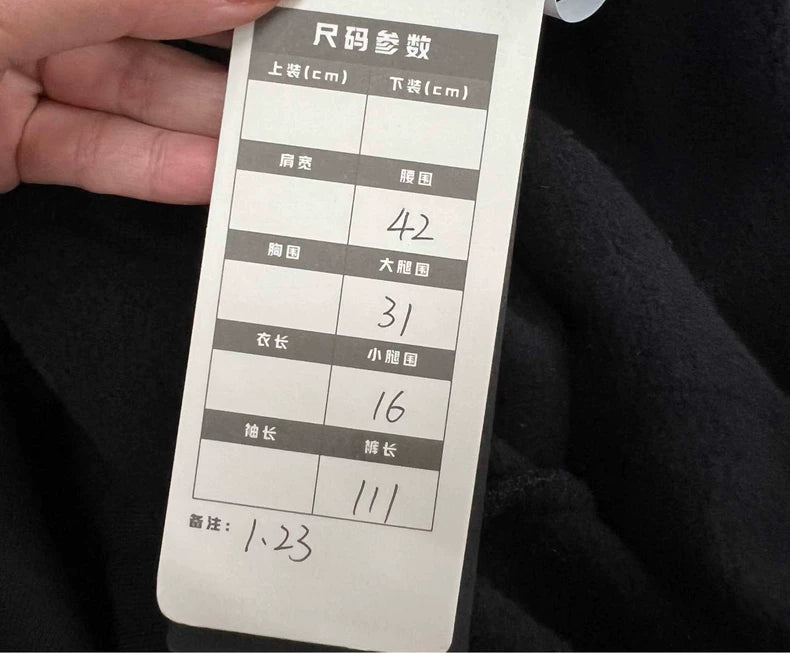 尺码参数
上装(cm) 下装(cm)
肩宽 腰围
42
胸围 大腿围
31
衣长 小腿围
16
袖长 裤长
111
备注: 1、23